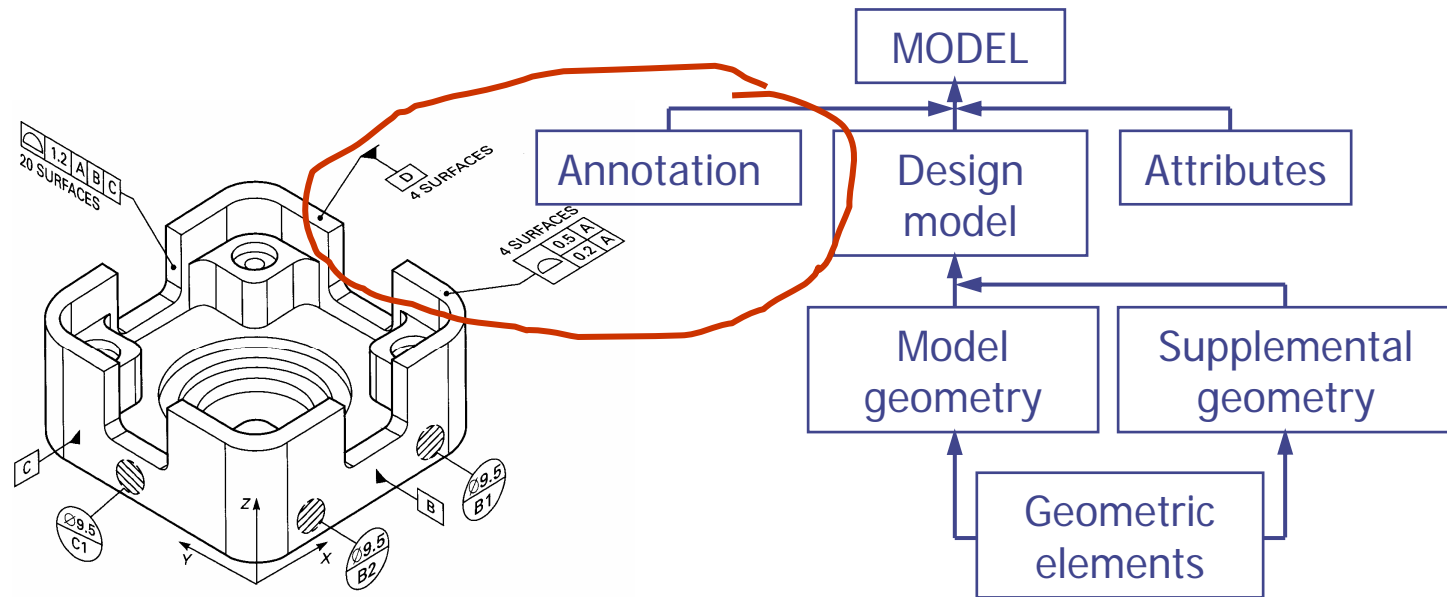 ⌓ 1.2 A B C
20 SURFACES
D
4 SURFACES
4 SURFACES
⌓ 0.5 A
0.2 A
C
Ø9.5
C1
Z
Y
X
Ø9.5
B2
B
Ø9.5
B1
MODEL
Annotation
Design
model
Attributes
Model
geometry
Supplemental
geometry
Geometric
elements